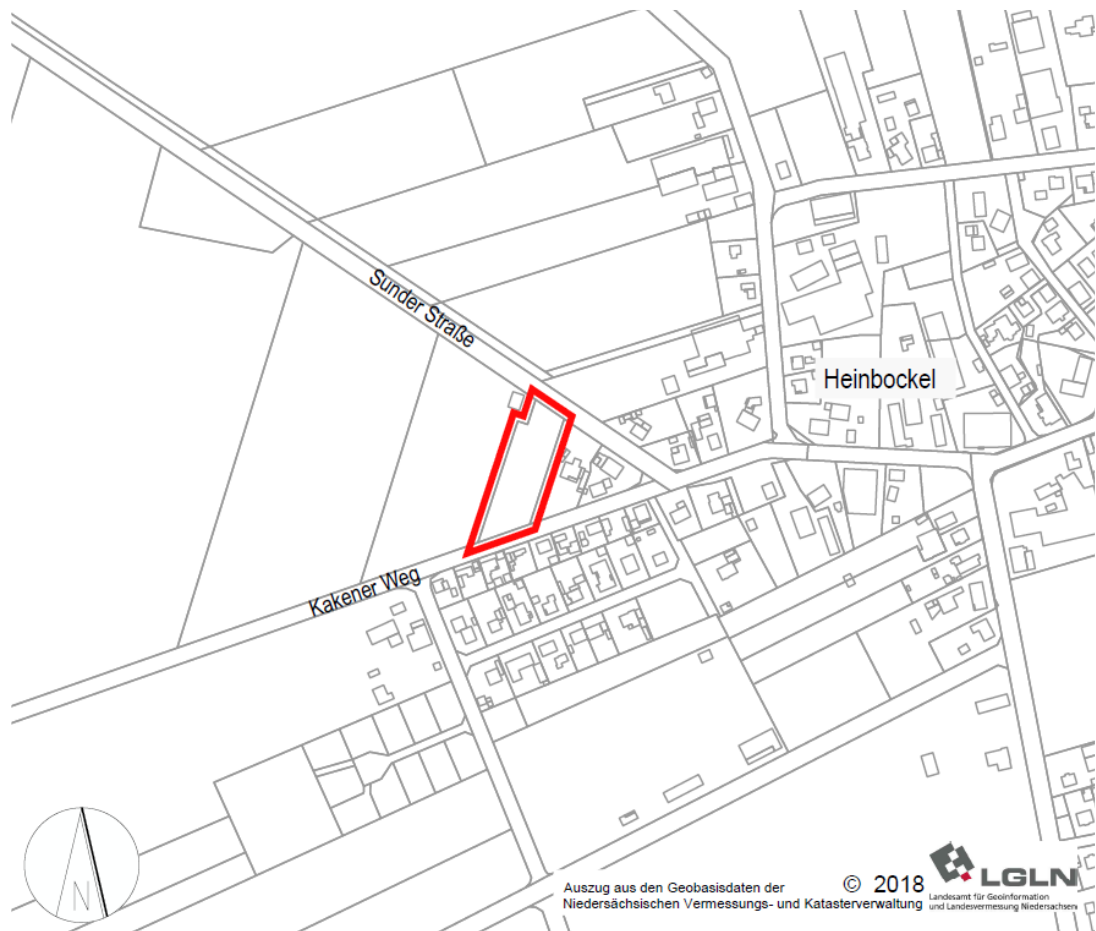 Sunder Straße
Heinbockel
Kakener Weg
N
Auszug aus den Geobasisdaten der
Niedersächsischen Vermessungs- und Katasterverwaltung
© 2018
LGLN
Landesamt für Geoinformation
und Landesvermessung Niedersachsen